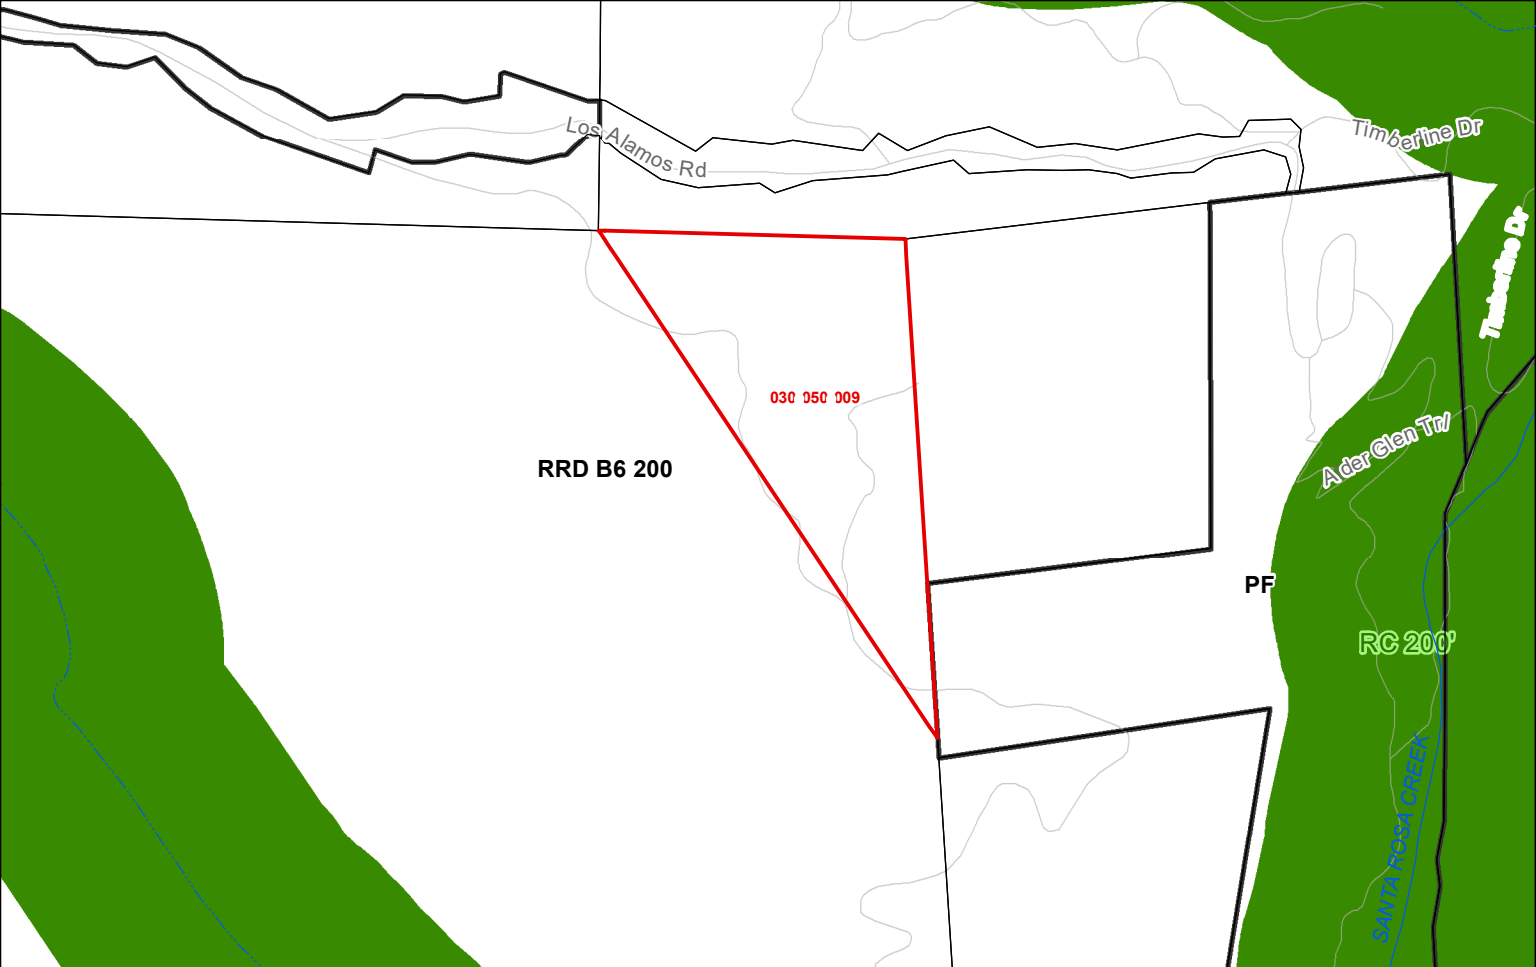 Timberline Dr
Los Alamos Rd
Timberline Dr
030 050 009
Alder Glen Trl
RRD B6 200
PF
RC 200'
SANTA ROSA CREEK